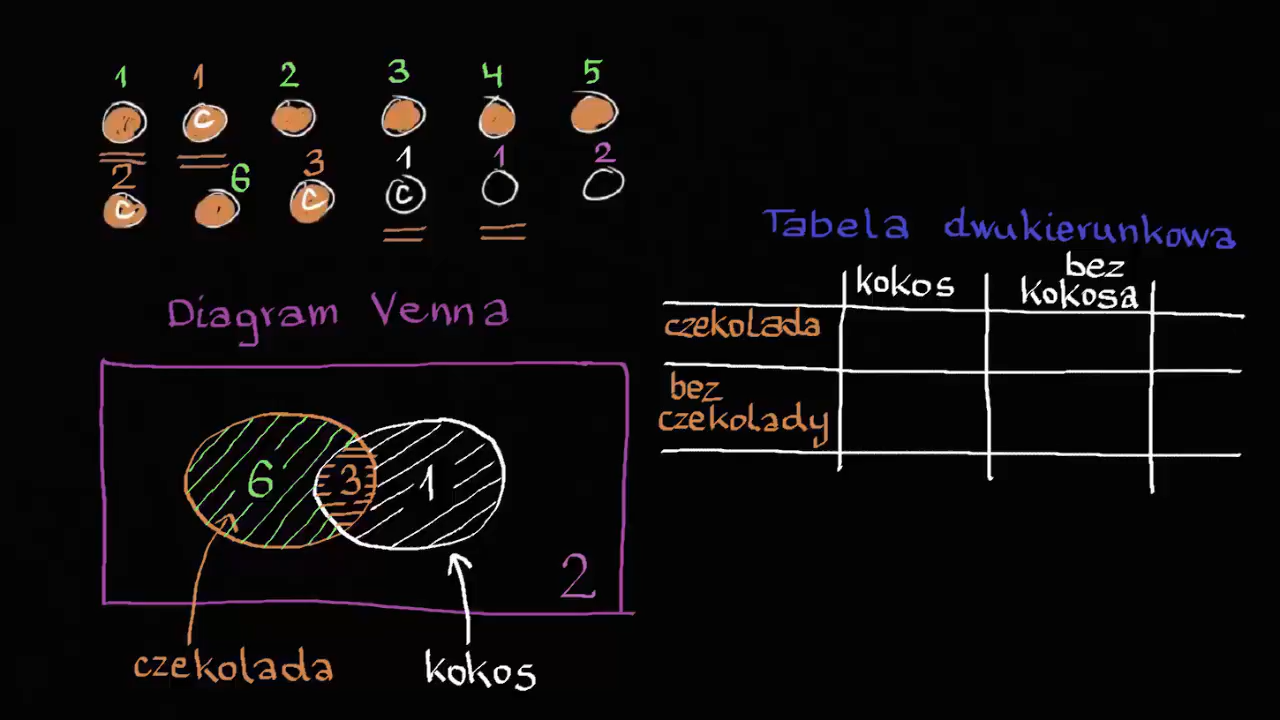 1 1 2 3 4 5
C
2 6 3 1 1 2
C C C
Diagram Venna
6 3 1
2
czekolada kokos
Tabela dwukierunkowa
kokos bez kokosa
czekolada
bez
czekolady